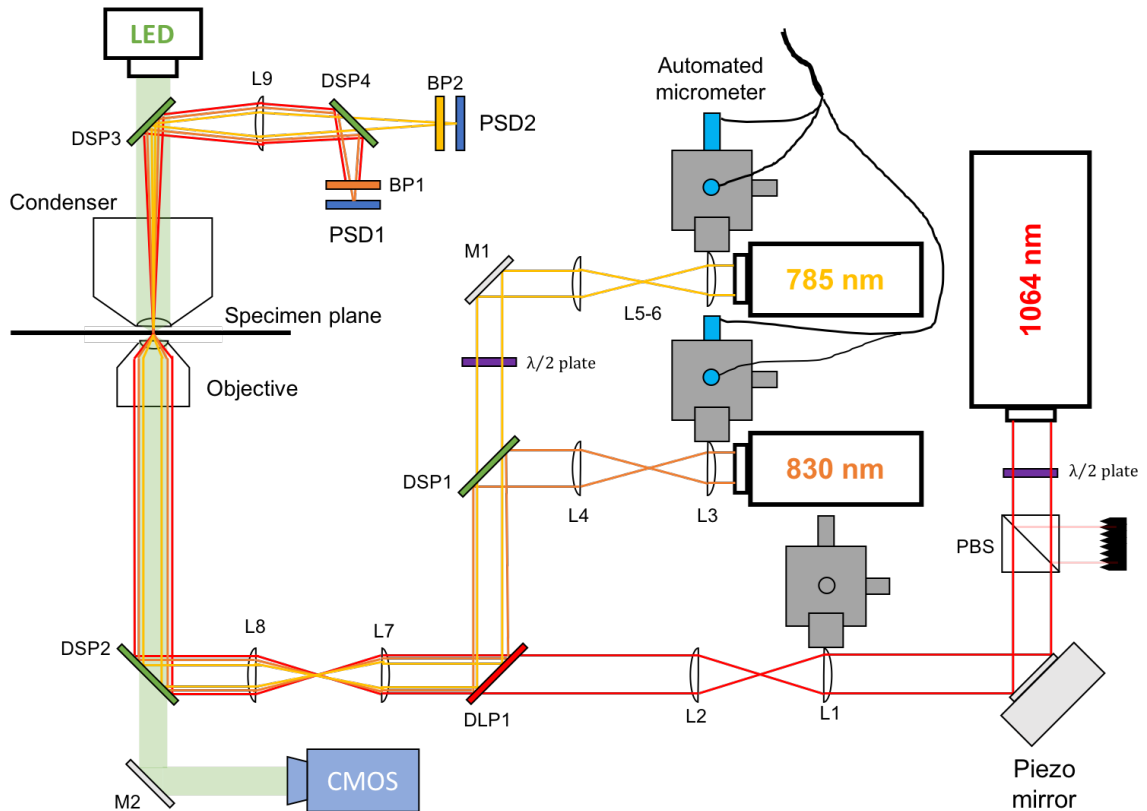 LED
L9
DSP4
BP2
DSP3
PSD2
BP1
PSD1
Condenser
Specimen plane
Objective
Automated
micrometer
M1
785 nm
L5-6
λ/2 plate
1064 nm
DSP1
830 nm
L4
L3
λ/2 plate
PBS
DSP2
L8
L7
DLP1
L2
L1
M2
CMOS
Piezo
mirror